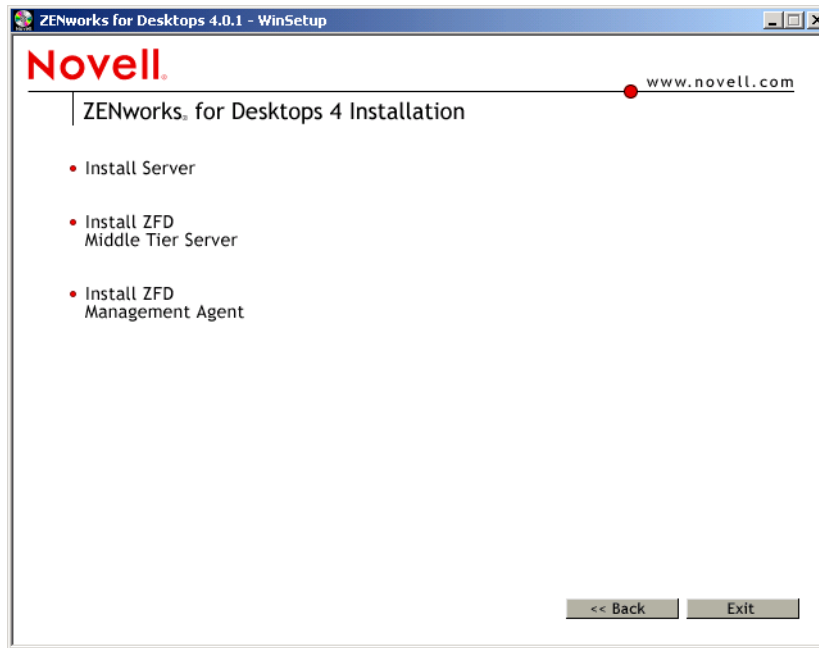 ZENworks for Desktops 4.0.1 - WinSetup
Novell.
www.novell.com
ZENworks® for Desktops 4 Installation
Install Server
Install ZFD
Middle Tier Server
Install ZFD
Management Agent
<< Back
Exit